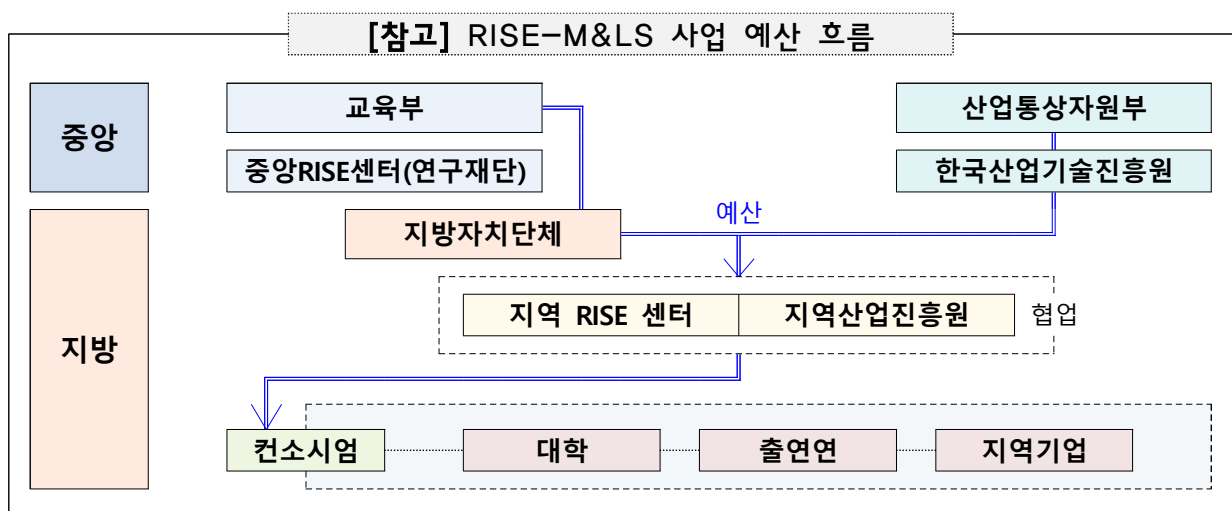 [참고] RISE-M&LS 사업 예산 흐름
중앙
교육부
산업통상자원부
중앙RISE센터(연구재단)
한국산업기술진흥원
지방
지방자치단체
예산
지역 RISE 센터
지역산업진흥원
협업
컨소시엄
대학
출연연
지역기업